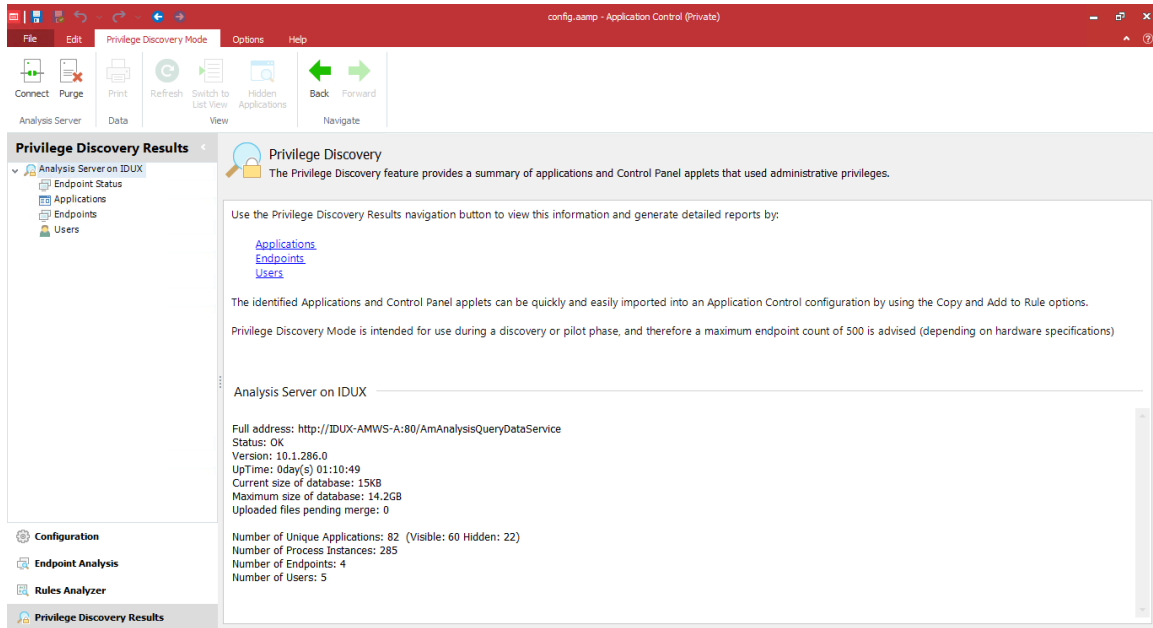 config.aamp - Application Control (Private)
File Edit Privilege Discovery Mode Options Help
Connect Purge Print Refresh Switch to List View Hidden Applications Back Forward
Analysis Server Data View Navigate
Privilege Discovery Results
Analysis Server on IDUX
Endpoint Status
Applications
Endpoints
Users
Configuration
Endpoint Analysis
Rules Analyzer
Privilege Discovery Results
Privilege Discovery
The Privilege Discovery feature provides a summary of applications and Control Panel applets that used administrative privileges.
Use the Privilege Discovery Results navigation button to view this information and generate detailed reports by:
Applications
Endpoints
Users
The identified Applications and Control Panel applets can be quickly and easily imported into an Application Control configuration by using the Copy and Add to Rule options.
Privilege Discovery Mode is intended for use during a discovery or pilot phase, and therefore a maximum endpoint count of 500 is advised (depending on hardware specifications)
Analysis Server on IDUX
Full address: http://IDUX-AMWS-A:80/AmAnalysisQueryDataService
Status: OK
Version: 10.1.286.0
UpTime: 0day(s) 01:10:49
Current size of database: 15KB
Maximum size of database: 14.2GB
Uploaded files pending merge: 0
Number of Unique Applications: 82 (Visible: 60 Hidden: 22)
Number of Process Instances: 285
Number of Endpoints: 4
Number of Users: 5